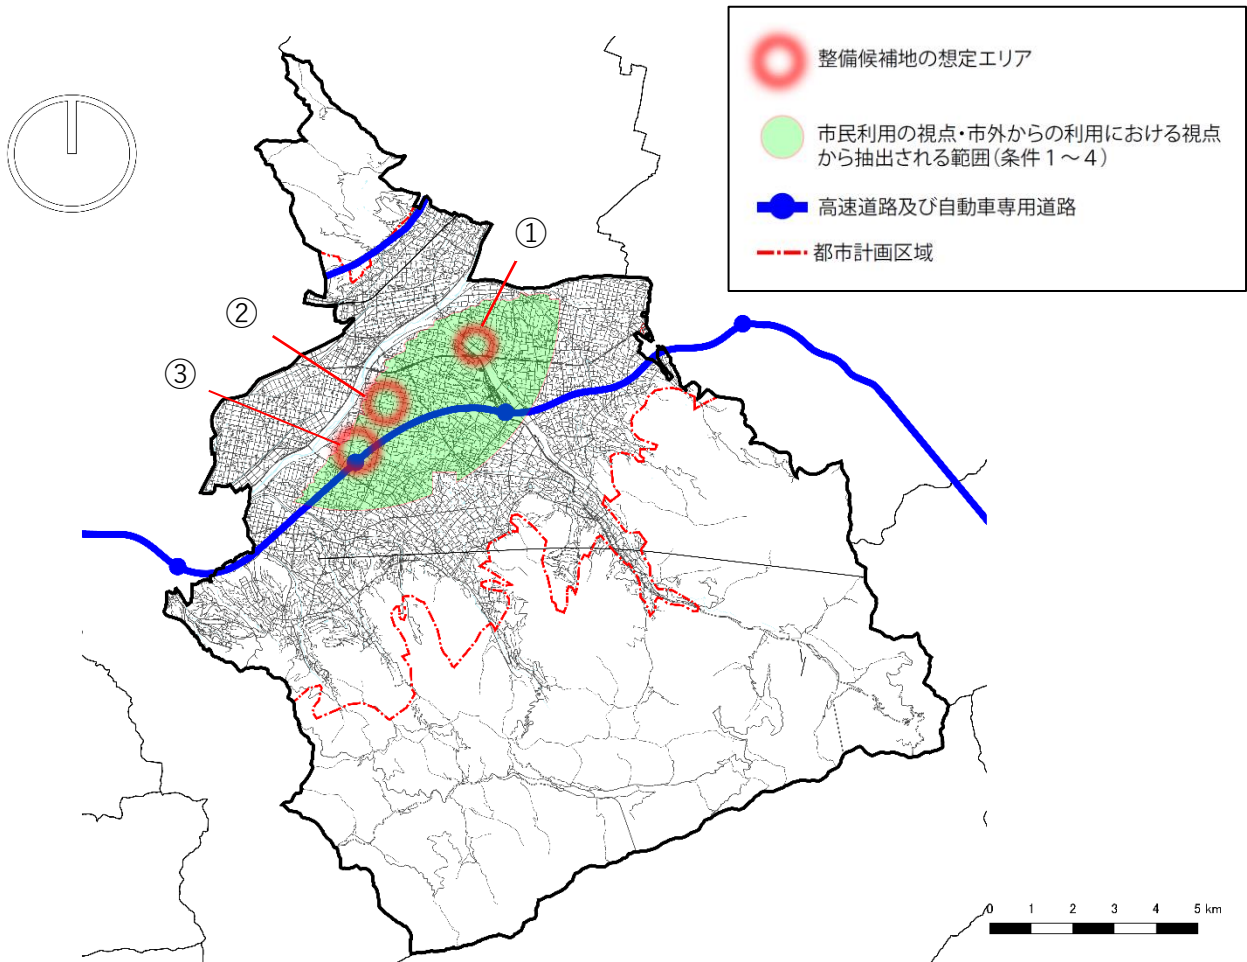 整備候補地の想定エリア
市民利用の視点・市外からの利用における視点
から抽出される範囲(条件1～4)
高速道路及び自動車専用道路
都市計画区域
①
②
③
0 1 2 3 4 5 km